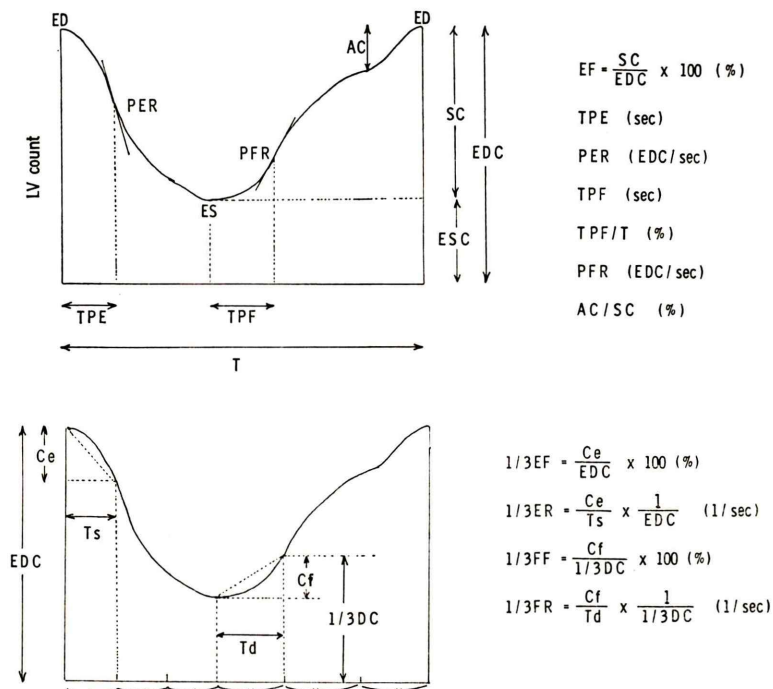 ED
ED
AC
PER
SC
PFR
EDC
LV count
ES
ESC
TPE
TPF
T
EF = SC/EDC x 100 (%)
TPE (sec)
PER (EDC/sec)
TPF (sec)
TPF/T (%)
PFR (EDC/sec)
AC/SC (%)
Ce
Ts
EDC
Cf
1/3DC
Td
1/3EF = Ce/EDC x 100 (%)
1/3ER = Ce/Ts x 1/EDC (1/sec)
1/3FF = Cf/1/3DC x 100 (%)
1/3FR = Cf/Td x 1/1/3DC (1/sec)